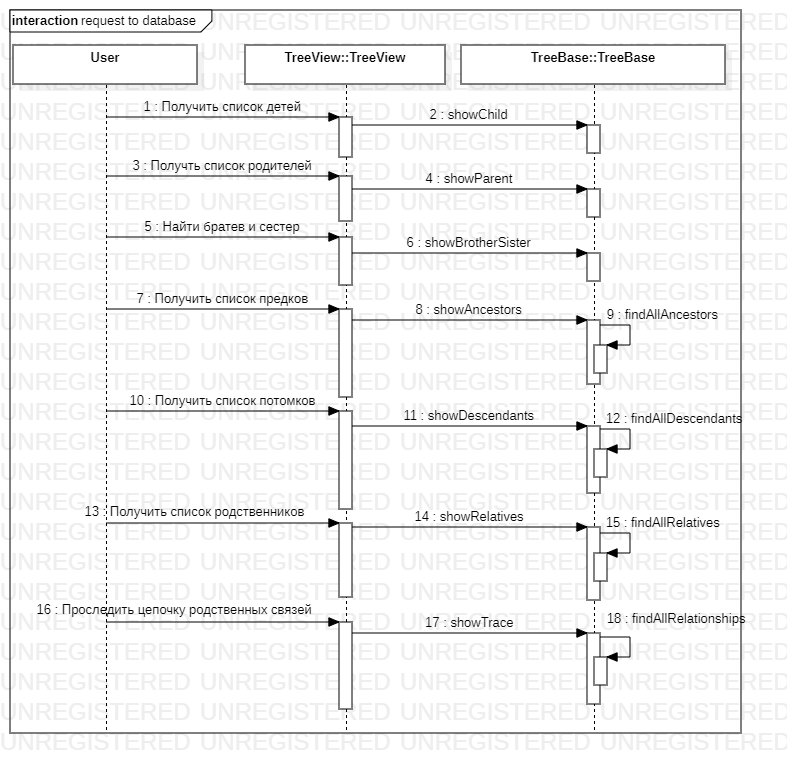 interaction request to database
User
TreeView::TreeView
TreeBase::TreeBase
1 : Получить список детей
2 : showChild
3 : Получть список родителей
4 : showParent
5 : Найти братев и сестер
6 : showBrotherSister
7 : Получить список предков
8 : showAncestors
9 : findAllAncestors
10 : Получить список потомков
11 : showDescendants
12 : findAllDescendants
13 : Получить список родственников
14 : showRelatives
15 : findAllRelatives
16 : Проследить цепочку родственных связей
17 : showTrace
18 : findAllRelationships
UNREGISTERED